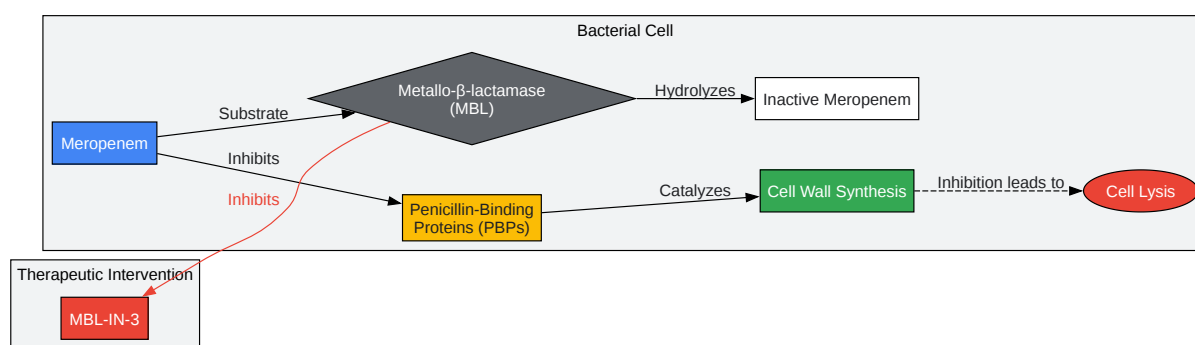 Bacterial Cell
Metallo-β-lactamase
(MBL)
Hydrolyzes
Inactive Meropenem
Substrate
Meropenem
Inhibits
Inhibits
Penicillin-Binding
Proteins (PBPs)
Catalyzes
Cell Wall Synthesis
Inhibition leads to
Cell Lysis
Therapeutic Intervention
MBL-IN-3